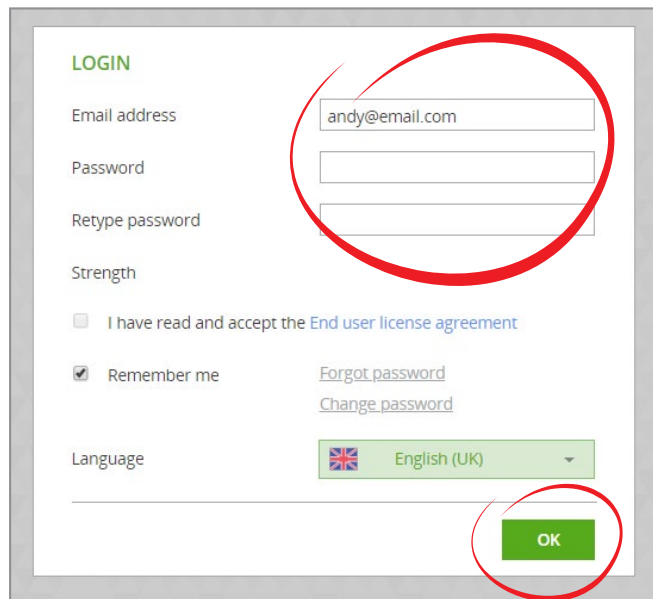 LOGIN
Email address andy@email.com
Password
Retype password
Strength
I have read and accept the End user license agreement
Remember me Forgot password
Change password
Language English (UK)
OK